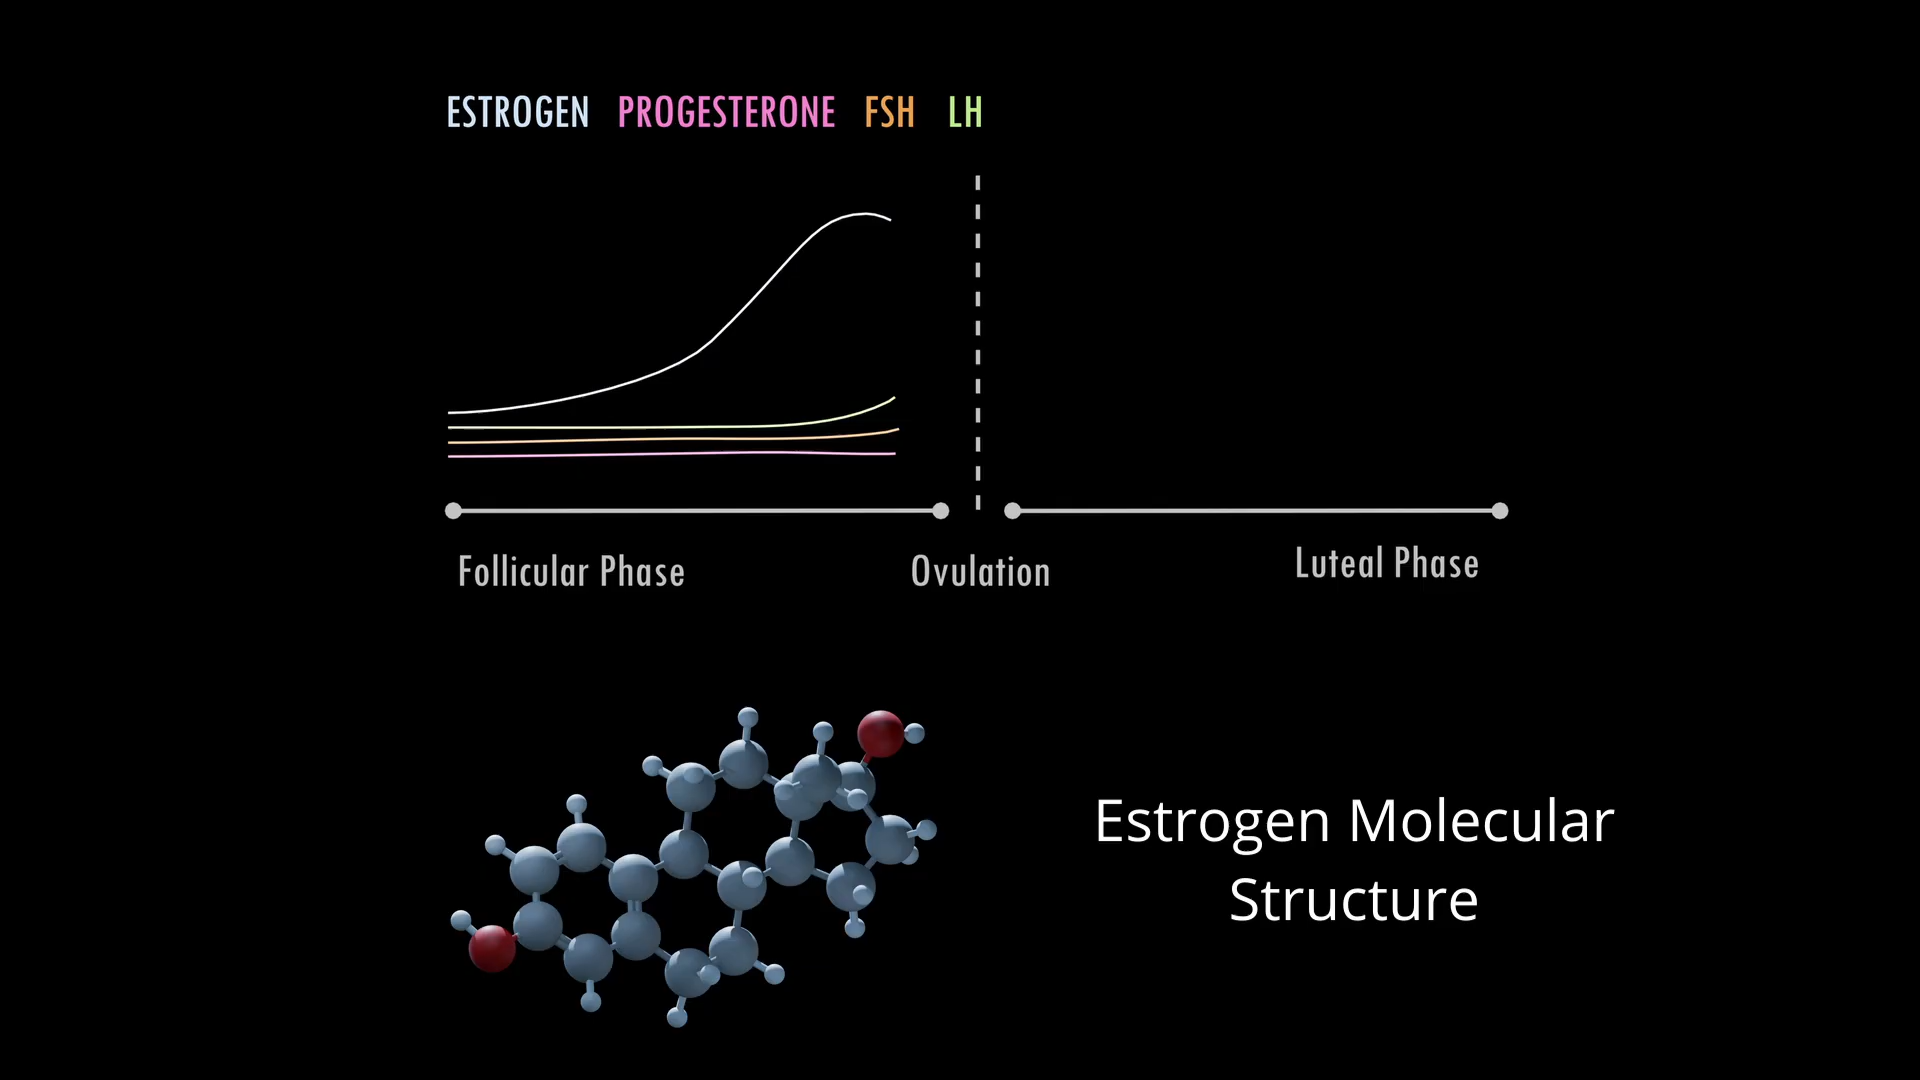 ESTROGEN PROGESTERONE FSH LH
Follicular Phase Ovulation Luteal Phase
Estrogen Molecular
Structure